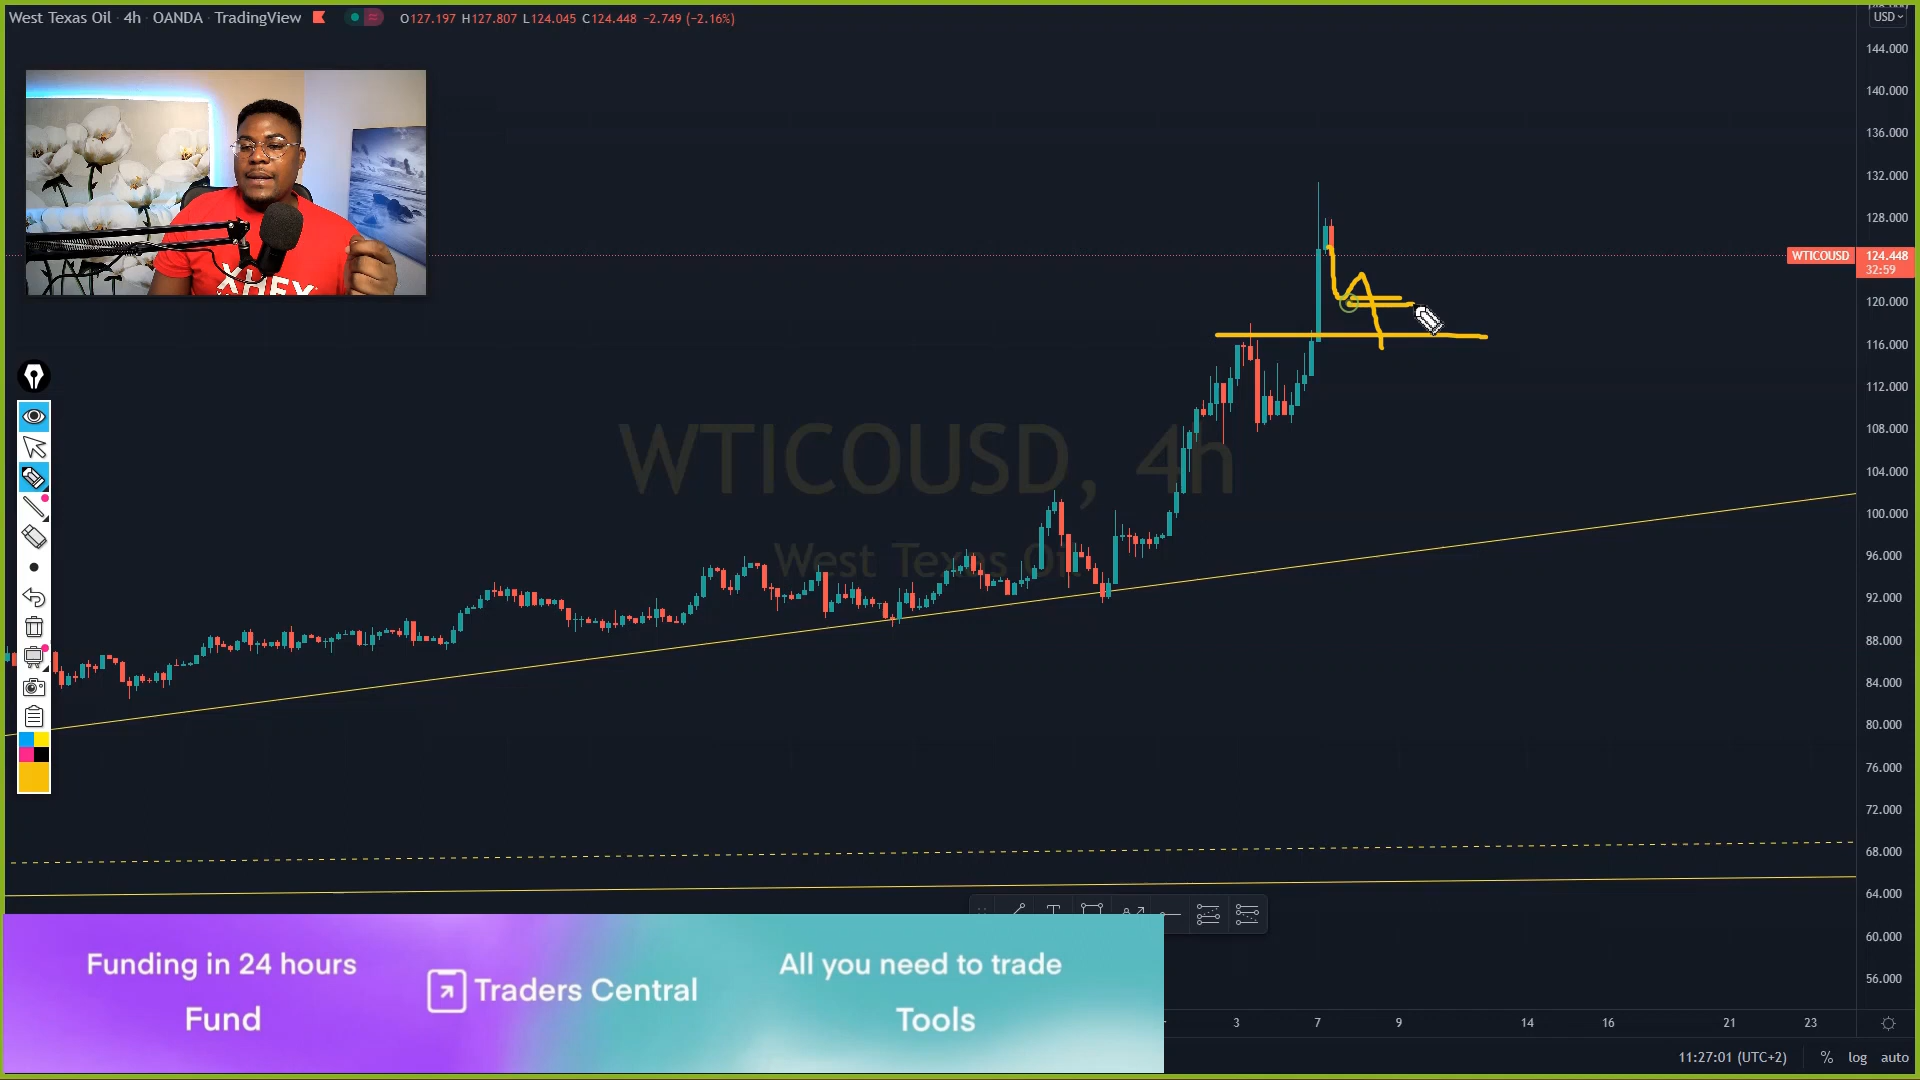 West Texas Oil · 4h · OANDA · TradingView
O127.197 H127.807 L124.045 C124.448 −2.749 (−2.16%)
USD
144.000
140.000
136.000
132.000
128.000
WTICOUSD 124.448
32:59
120.000
116.000
112.000
108.000
104.000
100.000
96.000
92.000
88.000
84.000
80.000
76.000
72.000
68.000
64.000
60.000
56.000
WTICOUSD, 4h
West Texas Oil
Funding in 24 hours
Fund
Traders Central
All you need to trade
Tools
3 7 9 14 16 21 23
11:27:01 (UTC+2) % log auto